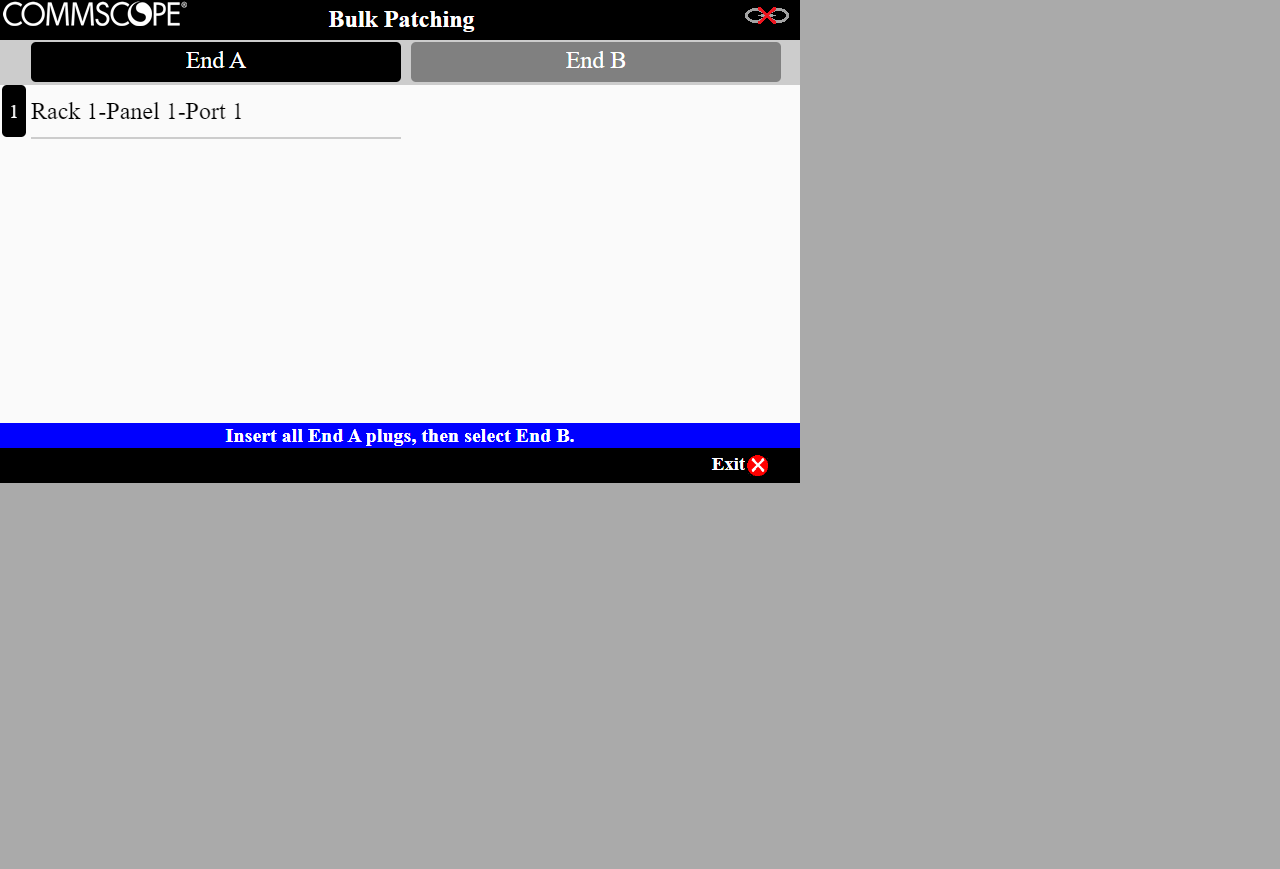 COMMSCOPE®
Bulk Patching
End A
End B
1
Rack 1-Panel 1-Port 1
Insert all End A plugs, then select End B.
Exit